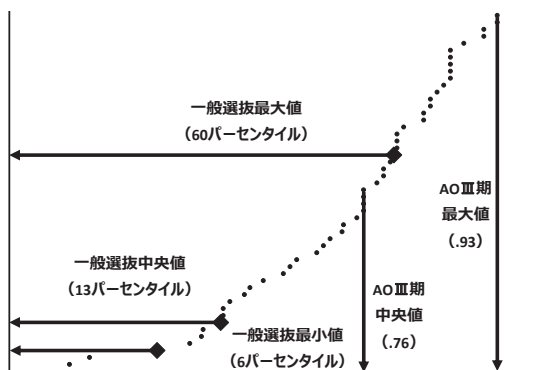 一般選抜最大値
（60パーセンタイル）
AOⅢ期
最大値
（.93）
一般選抜中央値
（13パーセンタイル）
AOⅢ期
中央値
（.76）
一般選抜最小値
（6パーセンタイル）